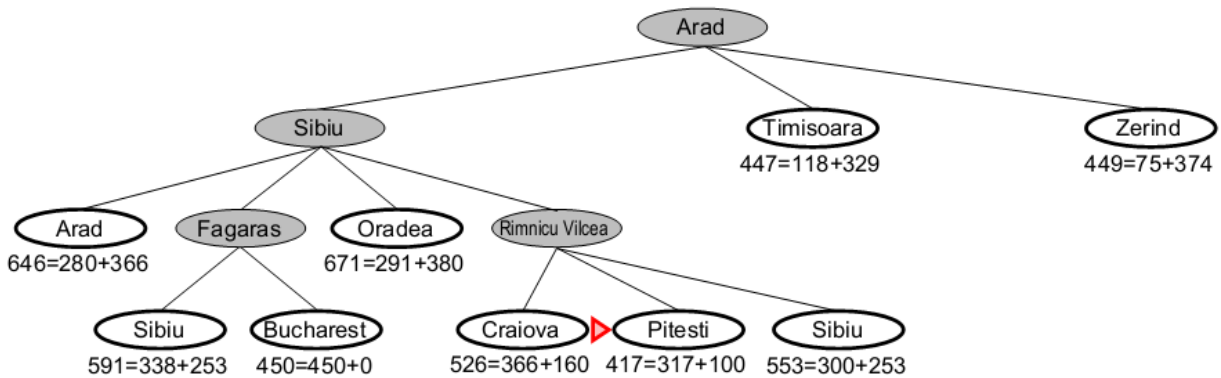 Arad
Sibiu
Timisoara
Zerind
447=118+329
449=75+374
Arad
Fagaras
Oradea
Rimnicu Vilcea
646=280+366
671=291+380
Sibiu
Bucharest
Craiova
Pitesti
Sibiu
591=338+253
450=450+0
526=366+160
417=317+100
553=300+253